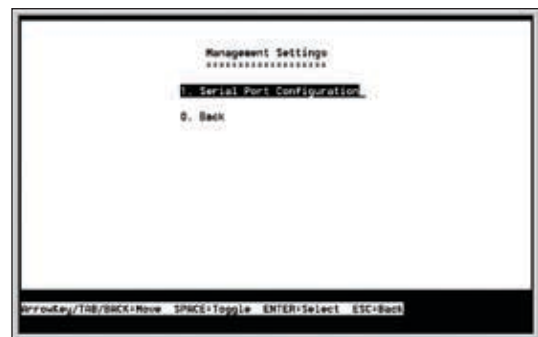 Management Settings
*******************
1. Serial Port Configuration
0. Back
ArrowKey/TAB/BACK=Move SPACE=Toggle ENTER=Select ESC=Back